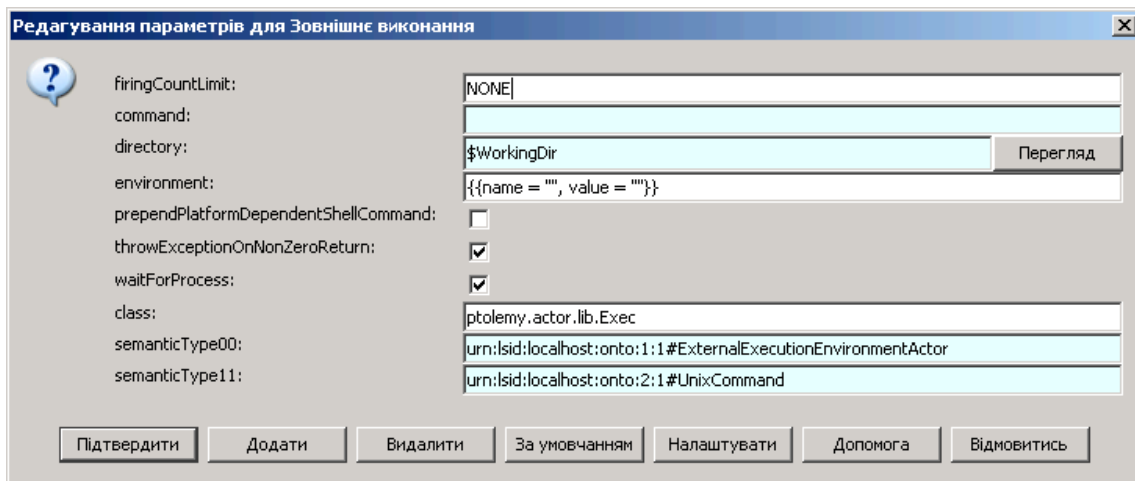 Редагування параметрів для Зовнішнє виконання
firingCountLimit: NONE
command:
directory: $WorkingDir Перегляд
environment: {{name = "", value = ""}}
prependPlatformDependentShellCommand:
throwExceptionOnNonZeroReturn:
waitForProcess:
class: ptolemy.actor.lib.Exec
semanticType00: urn:lsid:localhost:onto:1:1#ExternalExecutionEnvironmentActor
semanticType11: urn:lsid:localhost:onto:2:1#UnixCommand
Підтвердити Додати Видалити За умовчанням Налаштувати Допомога Відмовитись